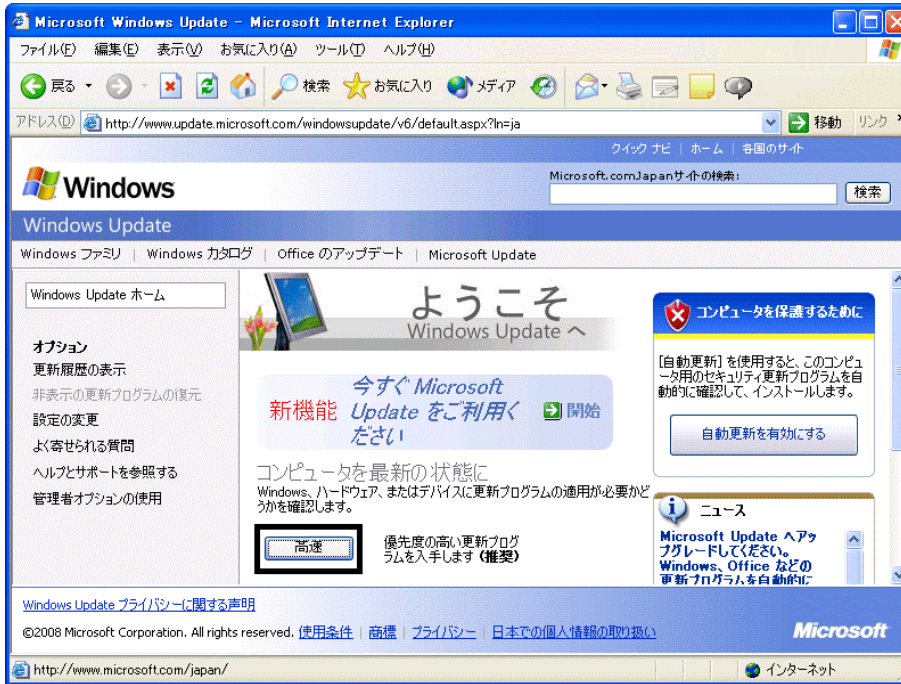 Microsoft Windows Update - Microsoft Internet Explorer
ファイル(F) 編集(E) 表示(V) お気に入り(A) ツール(T) ヘルプ(H)
戻る 検索 お気に入り メディア
アドレス(D) http://www.update.microsoft.com/windowsupdate/v6/default.aspx?ln=ja 移動 リンク
クイック ナビ | ホーム | 各国のサイト
Windows
Microsoft.comJapanサイトの検索:
検索
Windows Update
Windows ファミリ | Windows カタログ | Office のアップデート | Microsoft Update
Windows Update ホーム
オプション
更新履歴の表示
非表示の更新プログラムの復元
設定の変更
よく寄せられる質問
ヘルプとサポートを参照する
管理者オプションの使用
ようこそ
Windows Update へ
新機能
今すぐ Microsoft
Update をご利用く
ださい
開始
コンピュータを最新の状態に
Windows、ハードウェア、またはデバイスに更新プログラムの適用が必要かど
うかを確認します。
高速
優先度の高い更新プログ
ラムを入手します (推奨)
コンピュータを保護するために
[自動更新] を使用すると、このコンピュ
ータ用のセキュリティ更新プログラムを自
動的に確認して、インストールします。
自動更新を有効にする
ニュース
Microsoft Update へアッ
プグレードしてください。
Windows、Office などの
更新プログラムを自動的に
Windows Update プライバシーに関する声明
©2008 Microsoft Corporation. All rights reserved. 使用条件 | 商標 | プライバシー | 日本での個人情報の取り扱い
Microsoft
http://www.microsoft.com/japan/
インターネット